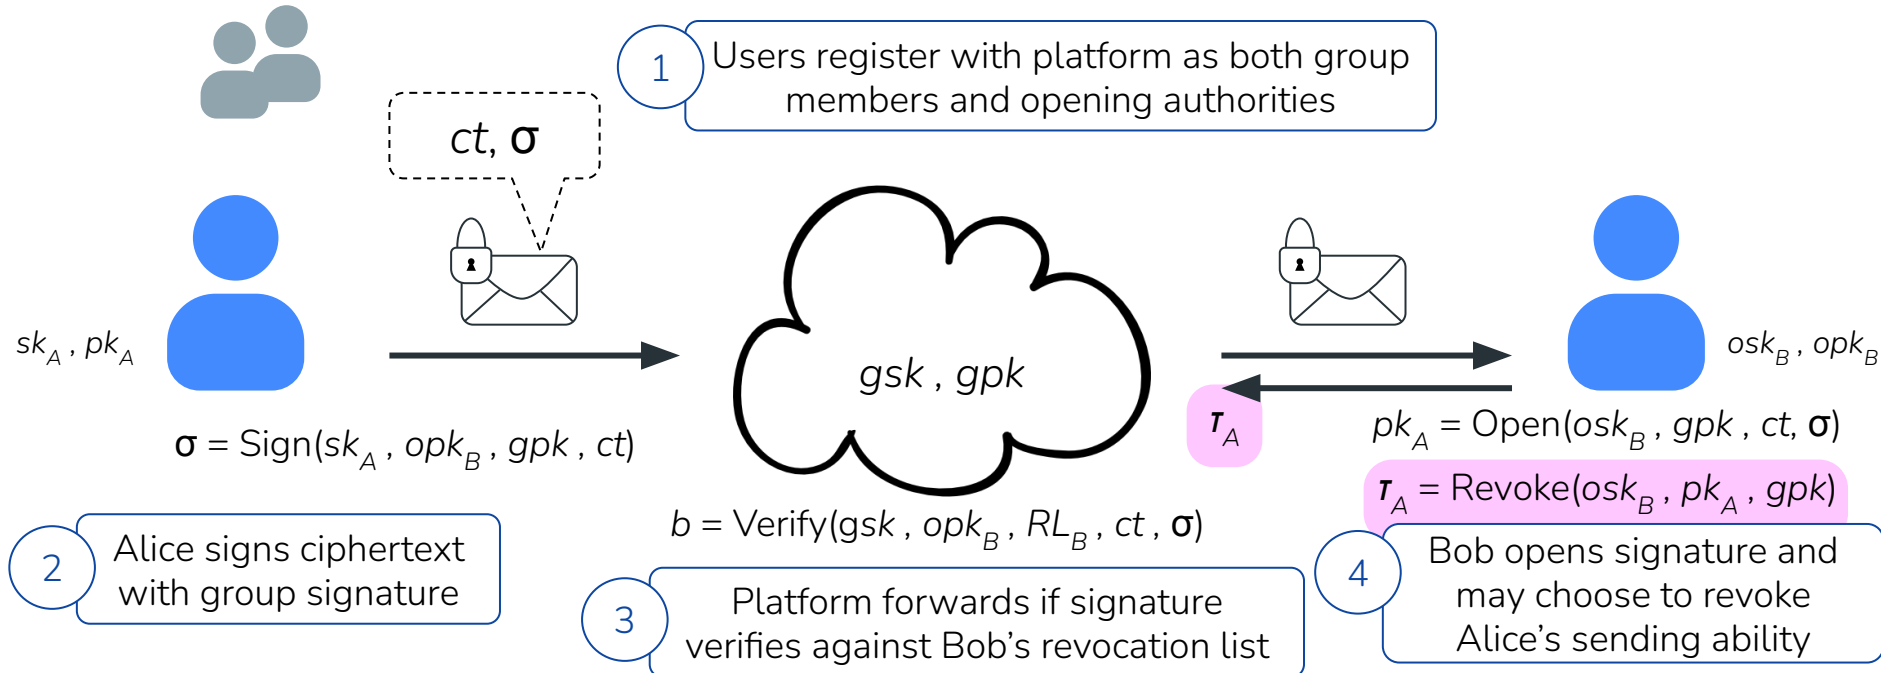 1
Users register with platform as both group
members and opening authorities
ct, σ
sk_A , pk_A
gsk , gpk
osk_B , opk_B
τ_A
σ = Sign(sk_A , opk_B , gpk , ct)
pk_A = Open(osk_B , gpk , ct, σ)
τ_A = Revoke(osk_B , pk_A , gpk)
b = Verify(gsk , opk_B , RL_B , ct , σ)
2
Alice signs ciphertext
with group signature
3
Platform forwards if signature
verifies against Bob’s revocation list
4
Bob opens signature and
may choose to revoke
Alice’s sending ability